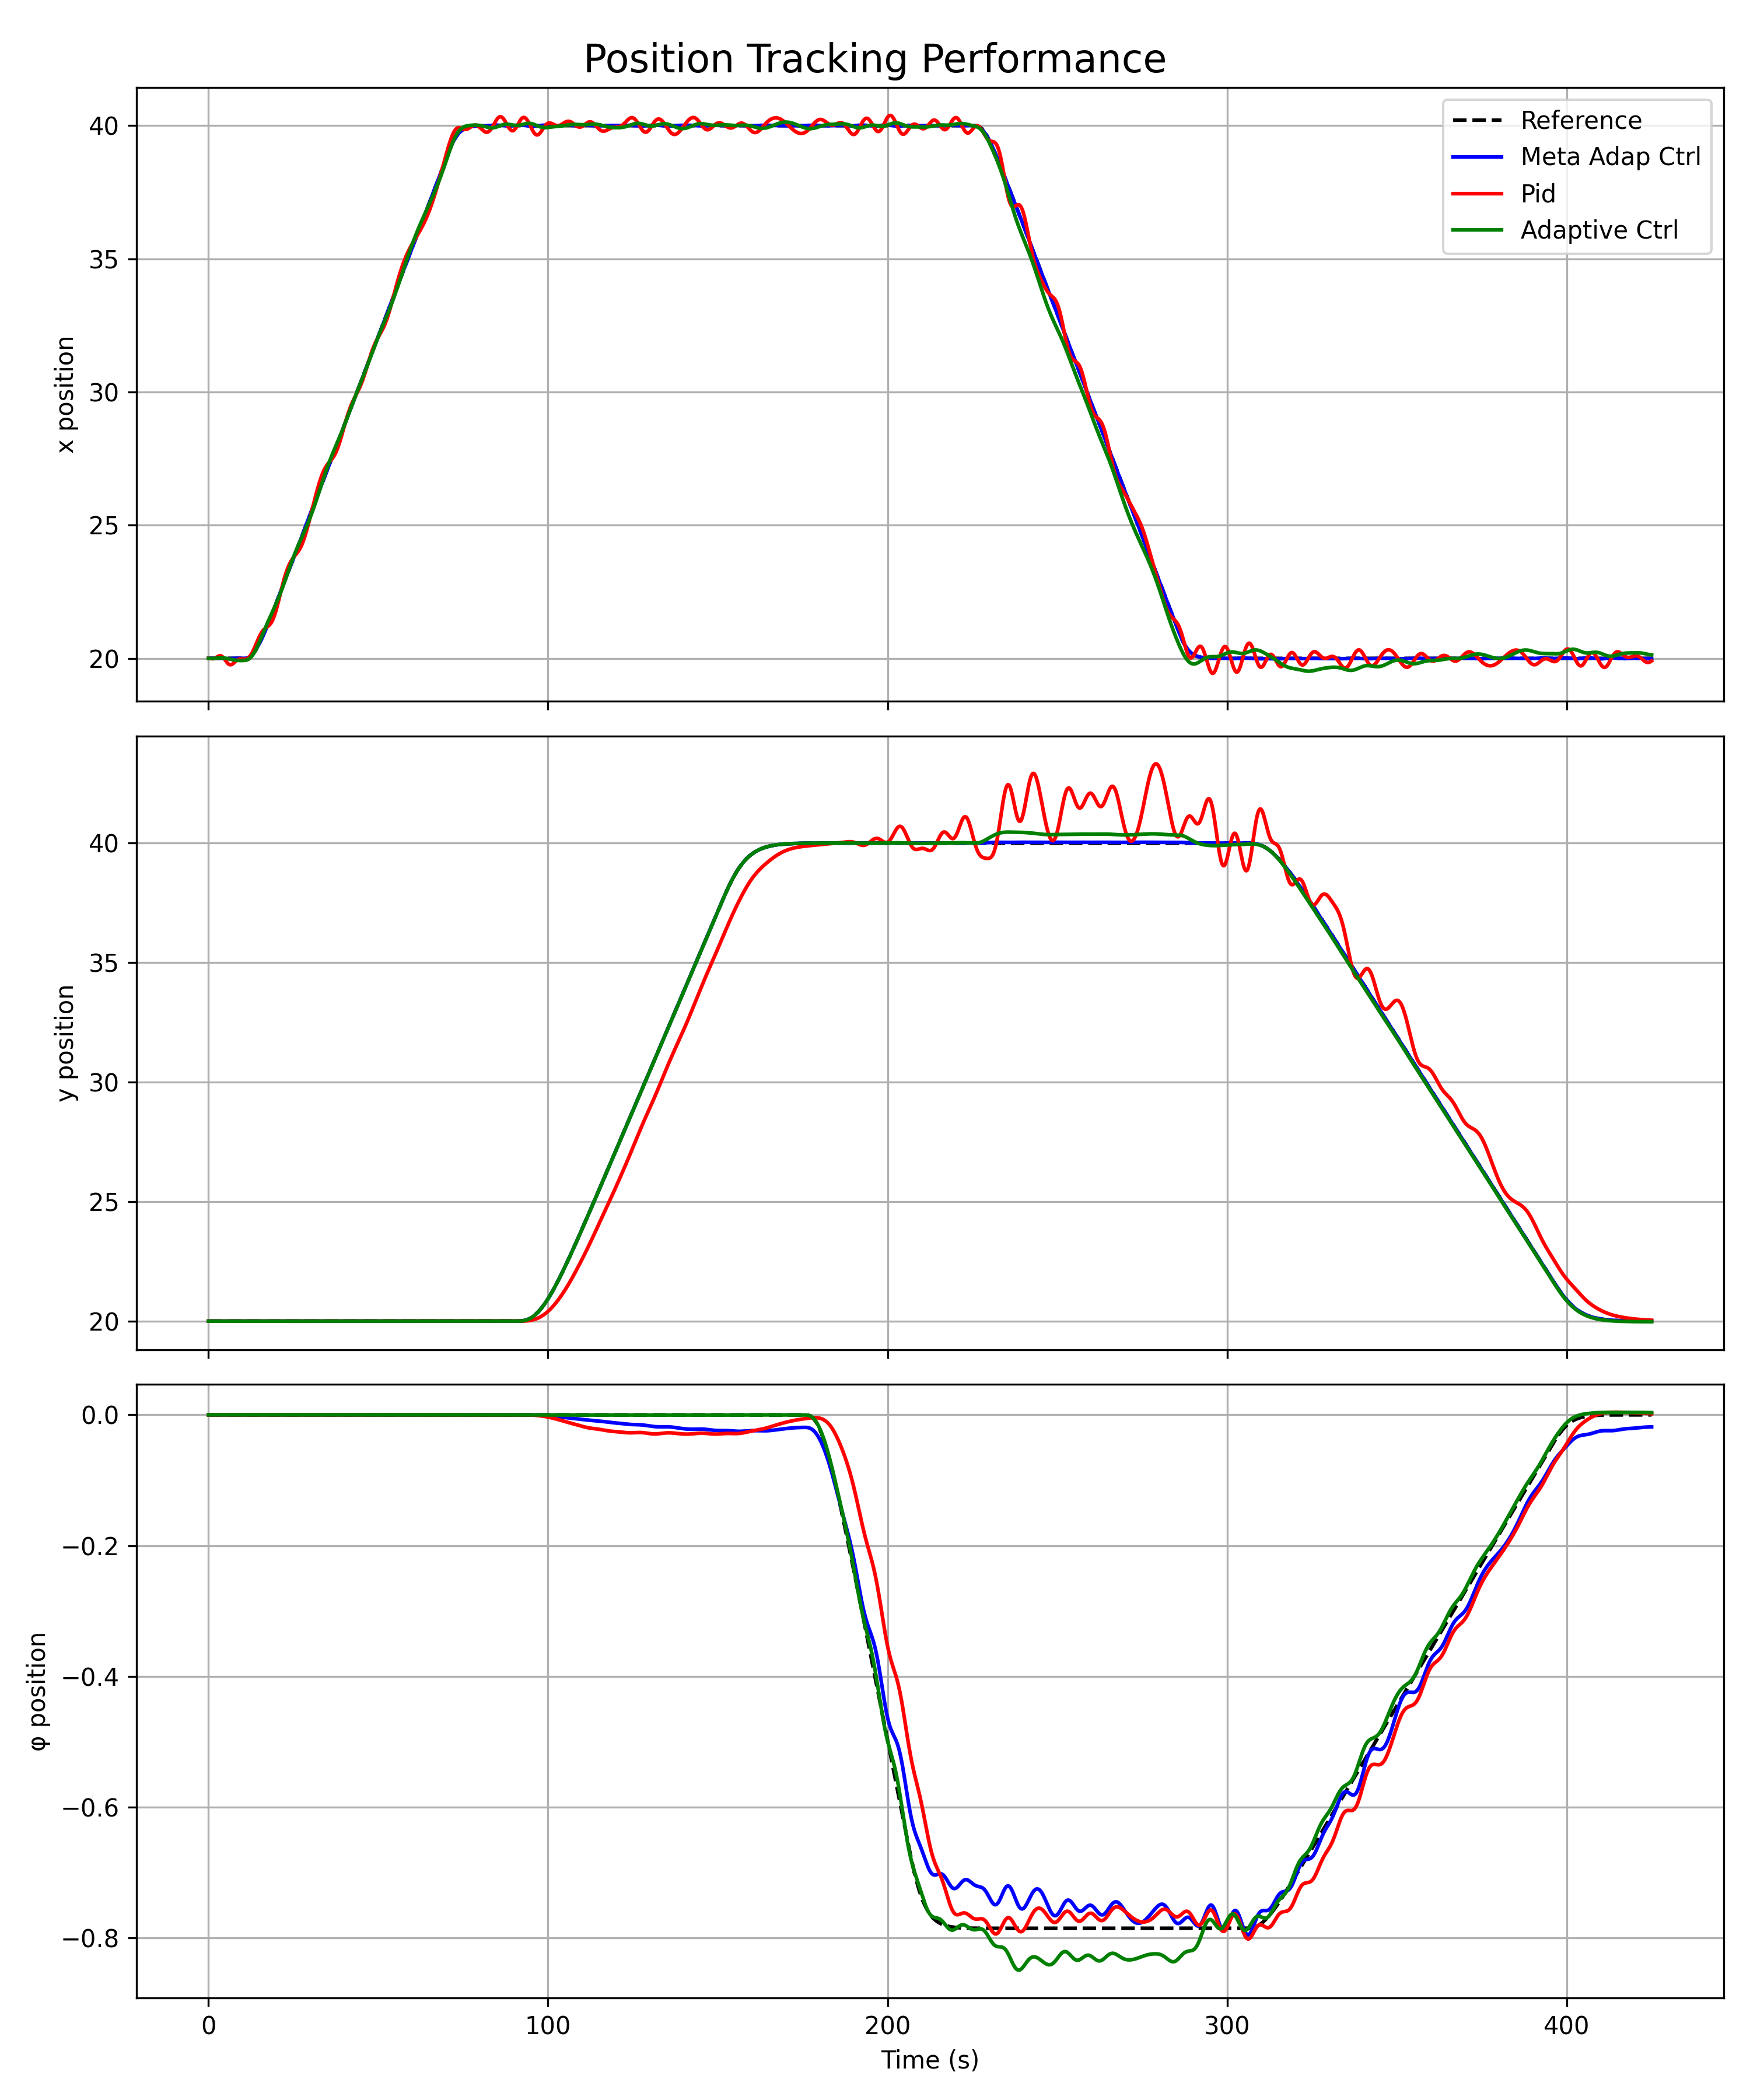 Position Tracking Performance
40
35
30
25
20
x position
Reference
Meta Adap Ctrl
Pid
Adaptive Ctrl
40
35
30
25
20
y position
0.0
−0.2
−0.4
−0.6
−0.8
φ position
0 100 200 300 400
Time (s)